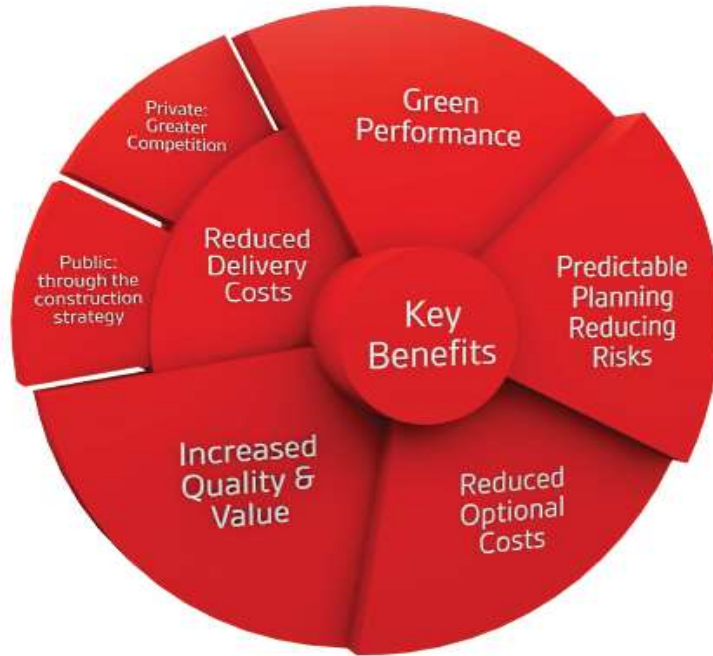 Private:
Greater
Competition
Green
Performance
Public:
through the
construction
strategy
Reduced
Delivery
Costs
Key
Benefits
Predictable
Planning
Reducing
Risks
Increased
Quality &
Value
Reduced
Optional
Costs